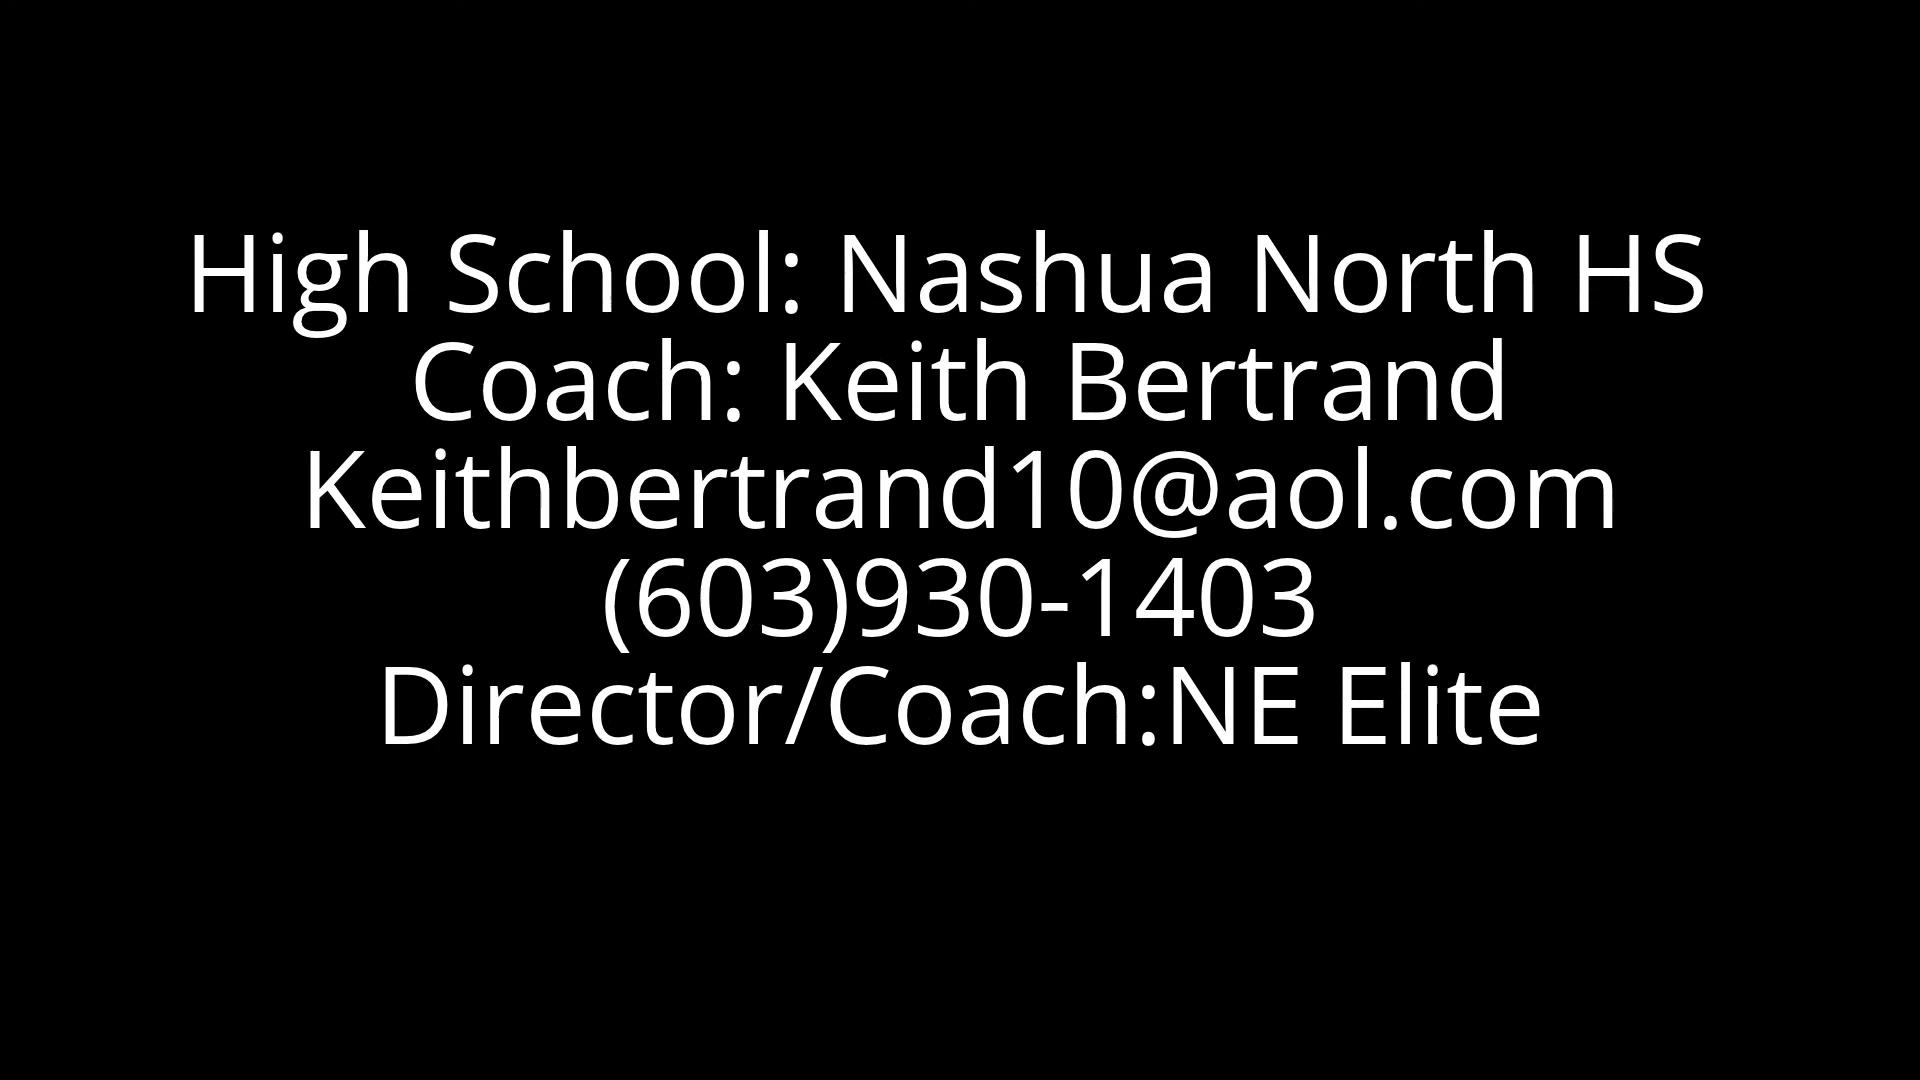 High School: Nashua North HS
Coach: Keith Bertrand
Keithbertrand10@aol.com
(603)930-1403
Director/Coach:NE Elite